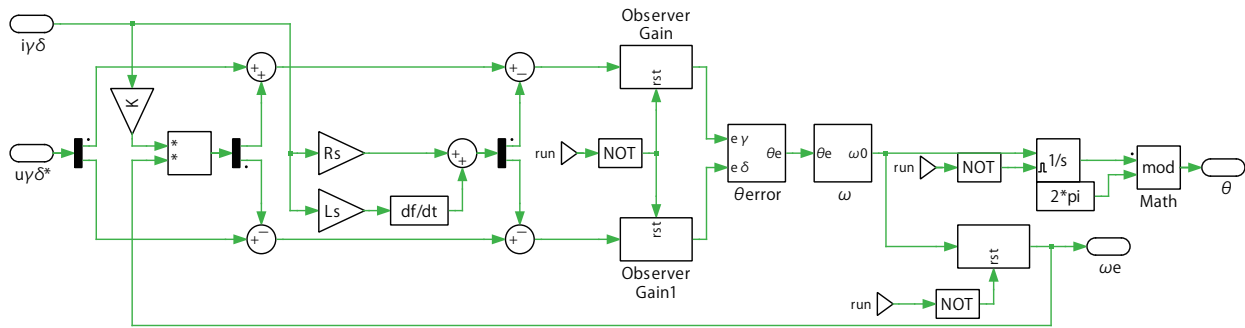 iγδ
uγδ*
K
*
*
+
+
+
−
Rs
Ls
df/dt
+
+
+
−
+
−
run
NOT
Observer
Gain
rst
rst
Observer
Gain1
e γ
e δ
θe
θerror
θe
ω0
ω
run
NOT
1/s
2*pi
mod
Math
θ
rst
run
NOT
ωe